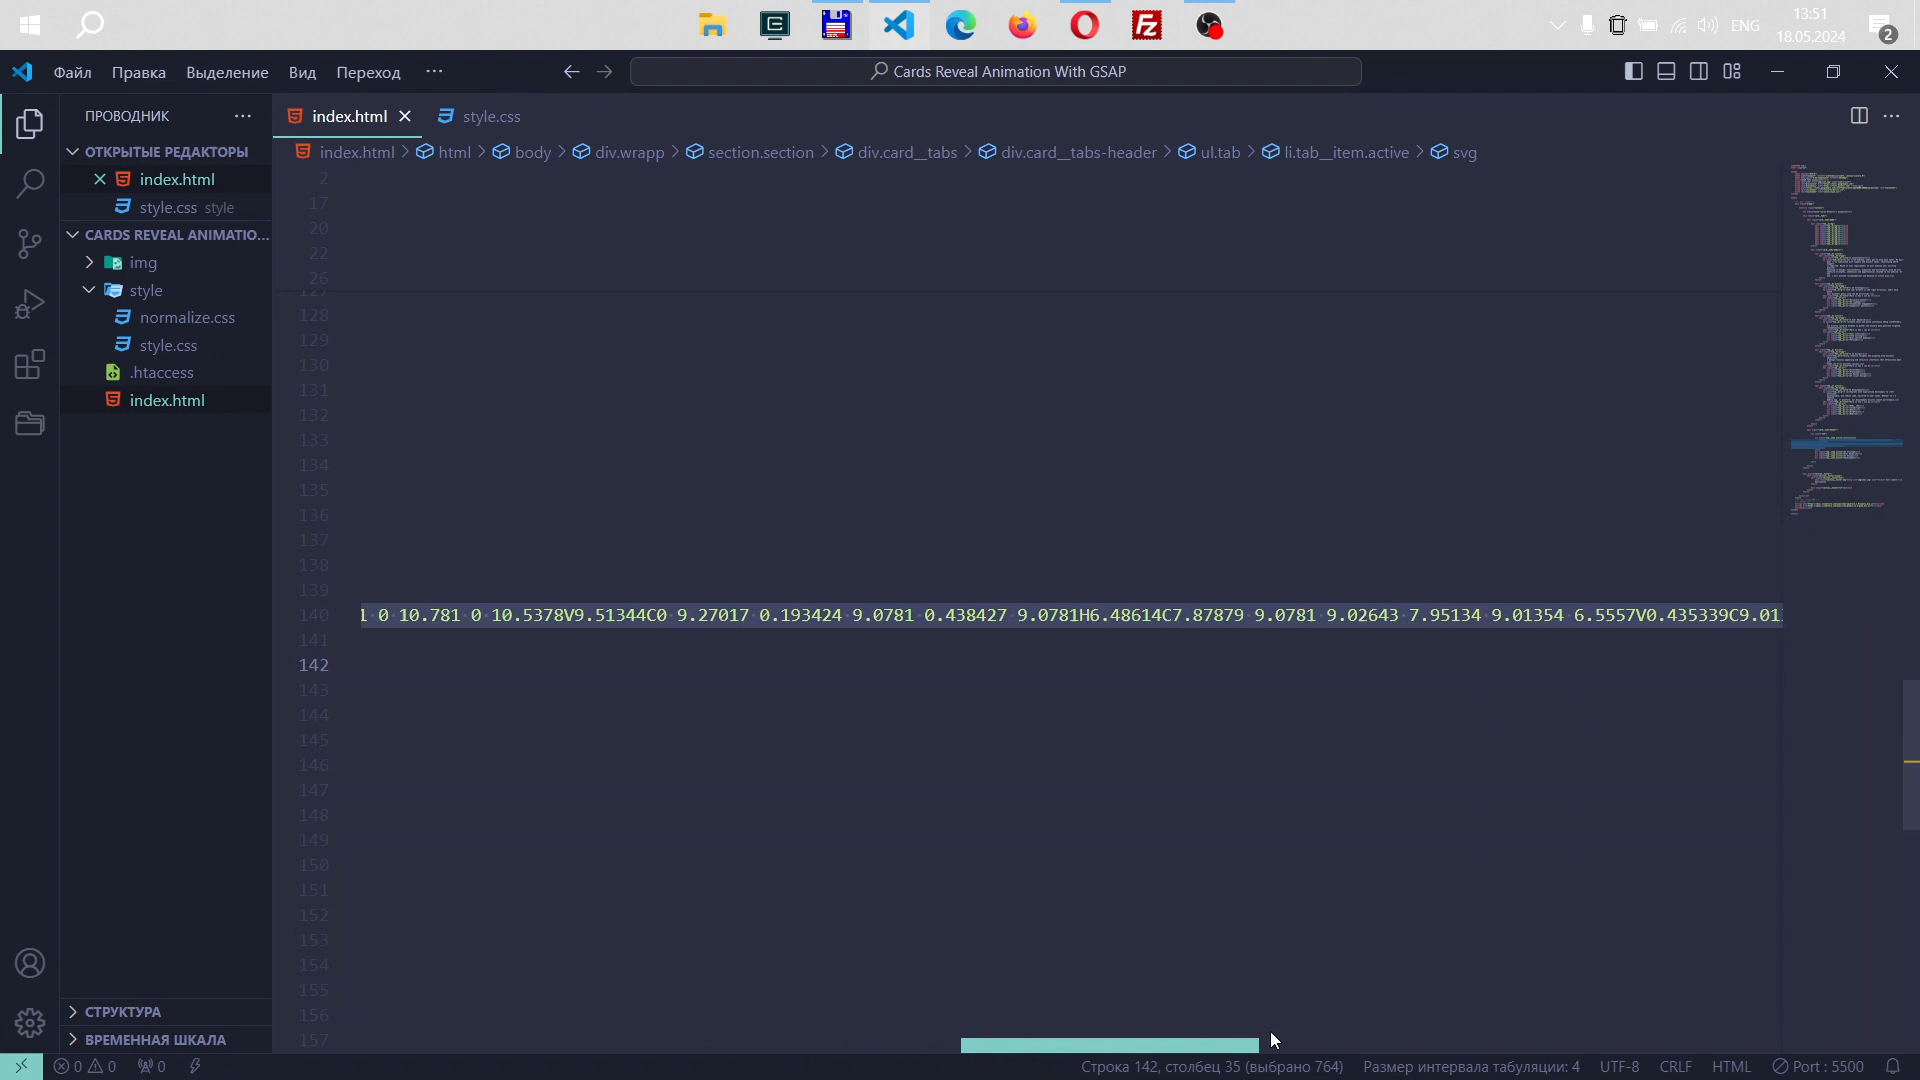 ENG
13:51
18.05.2024
2
Файл Правка Выделение Вид Переход ···
Cards Reveal Animation With GSAP
ПРОВОДНИК
index.html
style.css
ОТКРЫТЫЕ РЕДАКТОРЫ
index.html > html > body > div.wrapp > section.section > div.card__tabs > div.card__tabs-header > ul.tab > li.tab__item.active > svg
index.html
style.css style
CARDS REVEAL ANIMATIO...
img
style
normalize.css
style.css
.htaccess
index.html
2
17
20
22
26
127
128
129
130
131
132
133
134
135
136
137
138
139
140 0 10.781 0 10.5378V9.51344C0 9.27017 0.193424 9.0781 0.438427 9.0781H6.48614C7.87879 9.0781 9.02643 7.95134 9.01354 6.5557V0.435339C9.01
141
142
143
144
145
146
147
148
149
150
151
152
153
154
155
156
157
СТРУКТУРА
ВРЕМЕННАЯ ШКАЛА
0 0 0
Строка 142, столбец 35 (выбрано 764) Размер интервала табуляции: 4 UTF-8 CRLF HTML Port : 5500